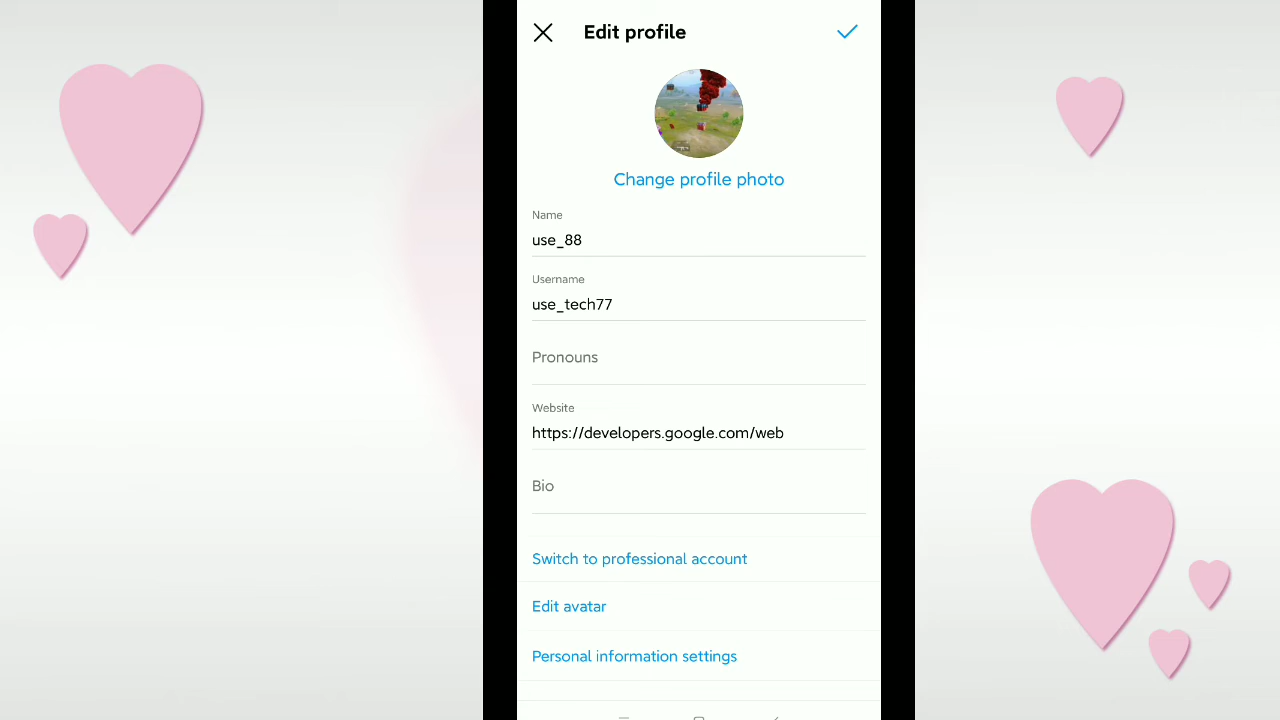 Edit profile
Change profile photo
Name
use_88
Username
use_tech77
Pronouns
Website
https://developers.google.com/web
Bio
Switch to professional account
Edit avatar
Personal information settings